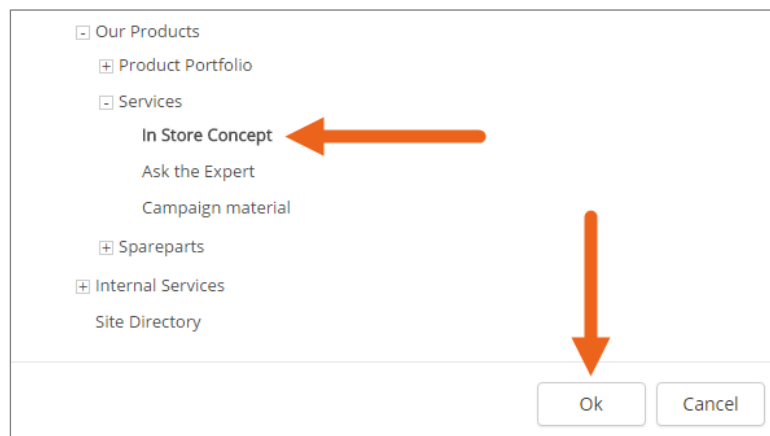 Our Products
Product Portfolio
Services
In Store Concept
Ask the Expert
Campaign material
Spareparts
Internal Services
Site Directory
Ok Cancel